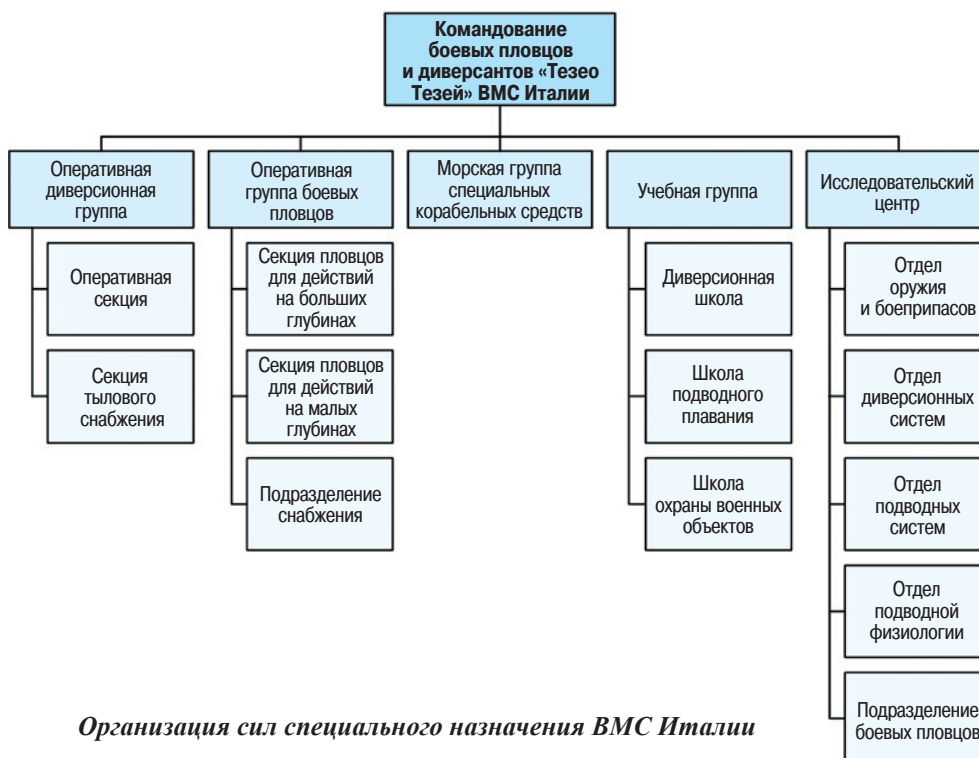 Командование
боевых пловцов
и диверсантов «Тезео
Тезей» ВМС Италии
Оперативная
диверсионная
группа
Оперативная
группа боевых
пловцов
Морская группа
специальных
корабельных средств
Учебная группа
Исследовательский
центр
Оперативная
секция
Секция
тылового
снабжения
Секция пловцов
для действий
на больших
глубинах
Секция пловцов
для действий
на малых
глубинах
Подразделение
снабжения
Диверсионная
школа
Школа
подводного
плавания
Школа
охраны военных
объектов
Отдел
оружия
и боеприпасов
Отдел
диверсионных
систем
Отдел
подводных
систем
Отдел
подводной
физиологии
Подразделение
боевых пловцов
Организация сил специального назначения ВМС Италии